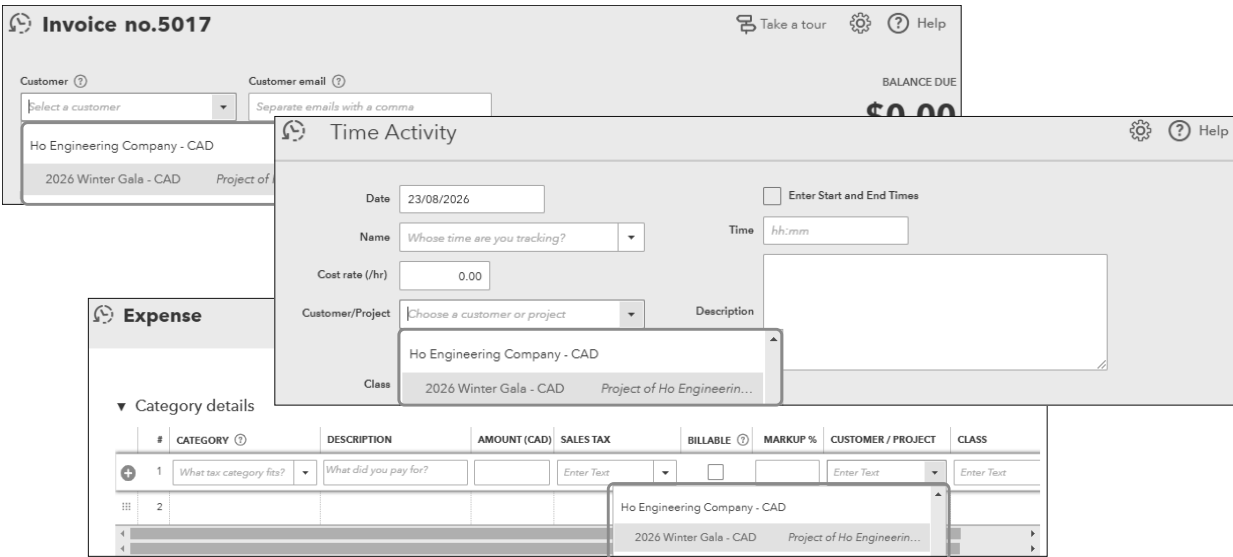 Invoice no.5017
Take a tour
Help
Customer
Customer email
BALANCE DUE
Select a customer
Separate emails with a comma
$0.00
Ho Engineering Company - CAD
2026 Winter Gala - CAD Project of
Time Activity
Help
Date 23/08/2026
Enter Start and End Times
Name Whose time are you tracking?
Time hh:mm
Cost rate (/hr) 0.00
Customer/Project Choose a customer or project
Description
Ho Engineering Company - CAD
Class
2026 Winter Gala - CAD Project of Ho Engineerin...
Expense
▼ Category details
# CATEGORY DESCRIPTION AMOUNT (CAD) SALES TAX BILLABLE MARKUP % CUSTOMER / PROJECT CLASS
1 What tax category fits? What did you pay for? Enter Text Enter Text Enter Text
2
Ho Engineering Company - CAD
2026 Winter Gala - CAD Project of Ho Engineerin...